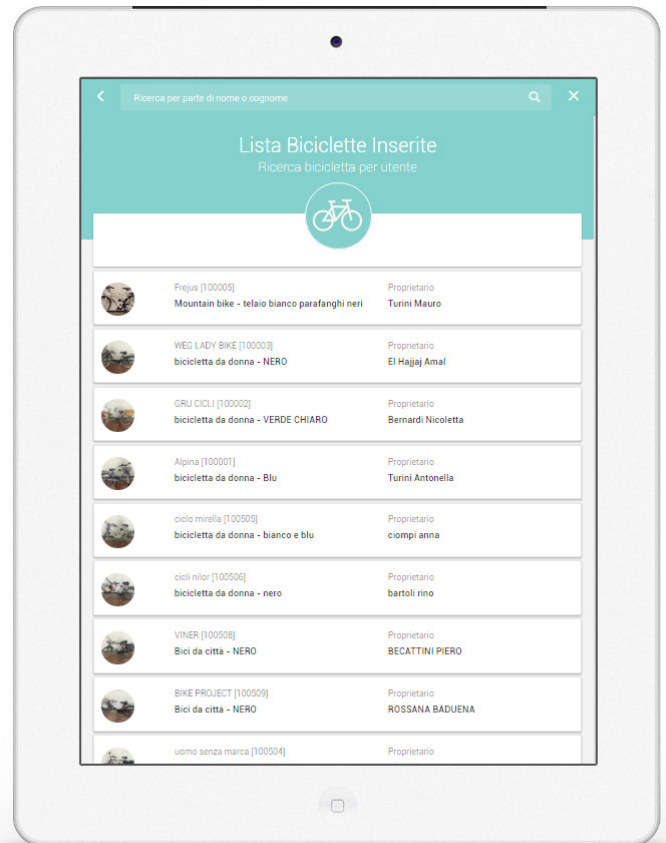 Ricerca per parte di nome o cognome
Lista Biciclette Inserite
Ricerca bicicletta per utente
Frejus [100005]
Proprietario
Mountain bike - telaio bianco parafanghi neri
Turini Mauro
WEG LADY BIKE [100003]
Proprietario
bicicletta da donna - NERO
El Hajjaj Amal
GRU CICLI [100002]
Proprietario
bicicletta da donna - VERDE CHIARO
Bernardi Nicoletta
Alpina [100001]
Proprietario
bicicletta da donna - Blu
Turini Antonella
ciclo mirella [100505]
Proprietario
bicicletta da donna - bianco e blu
ciompi anna
cicli nilor [100506]
Proprietario
bicicletta da donna - nero
bartoli rino
VINER [100508]
Proprietario
Bici da città - NERO
BECATTINI PIERO
BIKE PROJECT [100509]
Proprietario
Bici da città - NERO
ROSSANA BADUENA
uomo senza marca [100504]
Proprietario